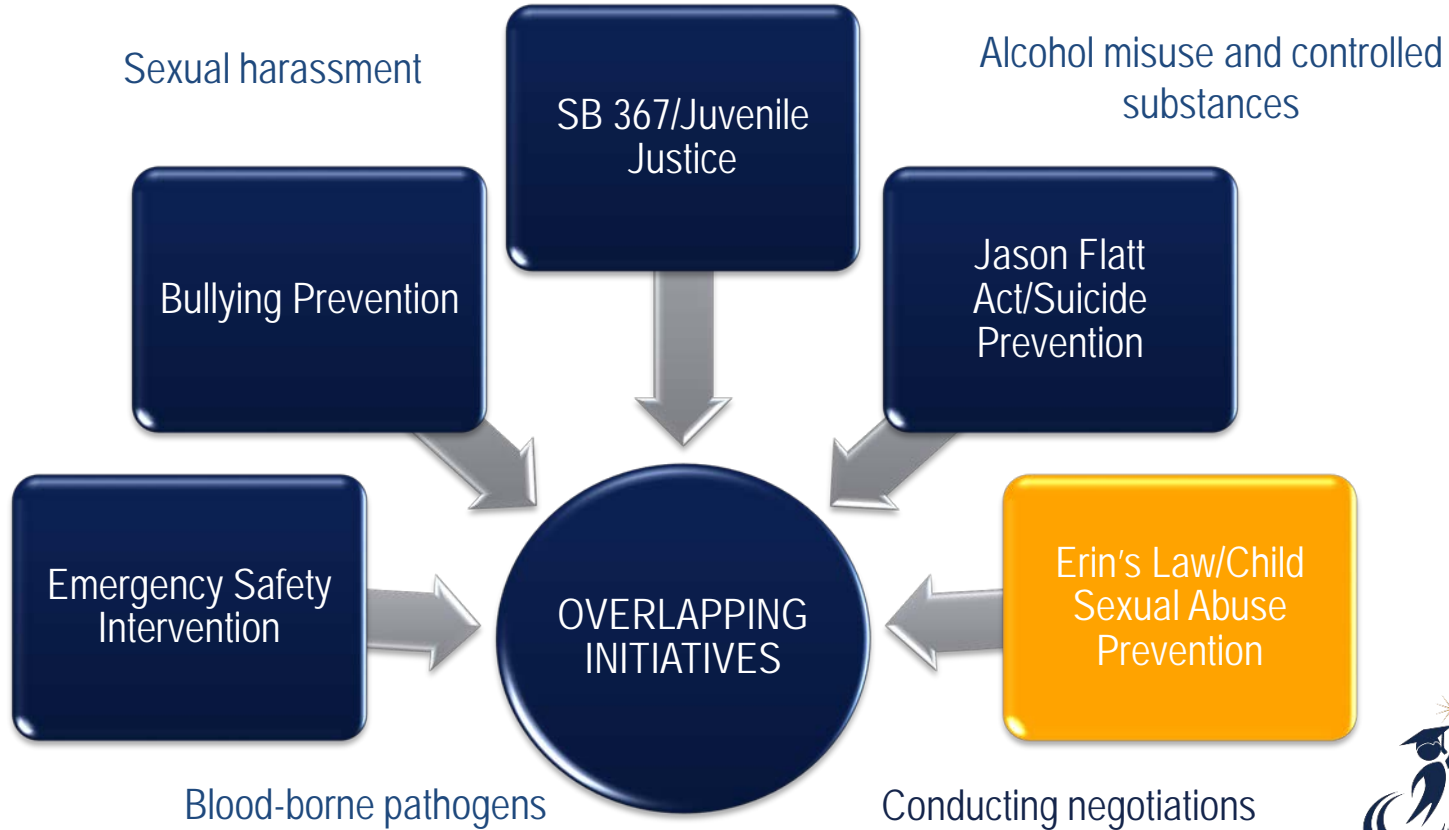 Sexual harassment
Alcohol misuse and controlled
substances
SB 367/Juvenile
Justice
Bullying Prevention
Jason Flatt
Act/Suicide
Prevention
Emergency Safety
Intervention
OVERLAPPING
INITIATIVES
Erin's Law/Child
Sexual Abuse
Prevention
Blood-borne pathogens
Conducting negotiations